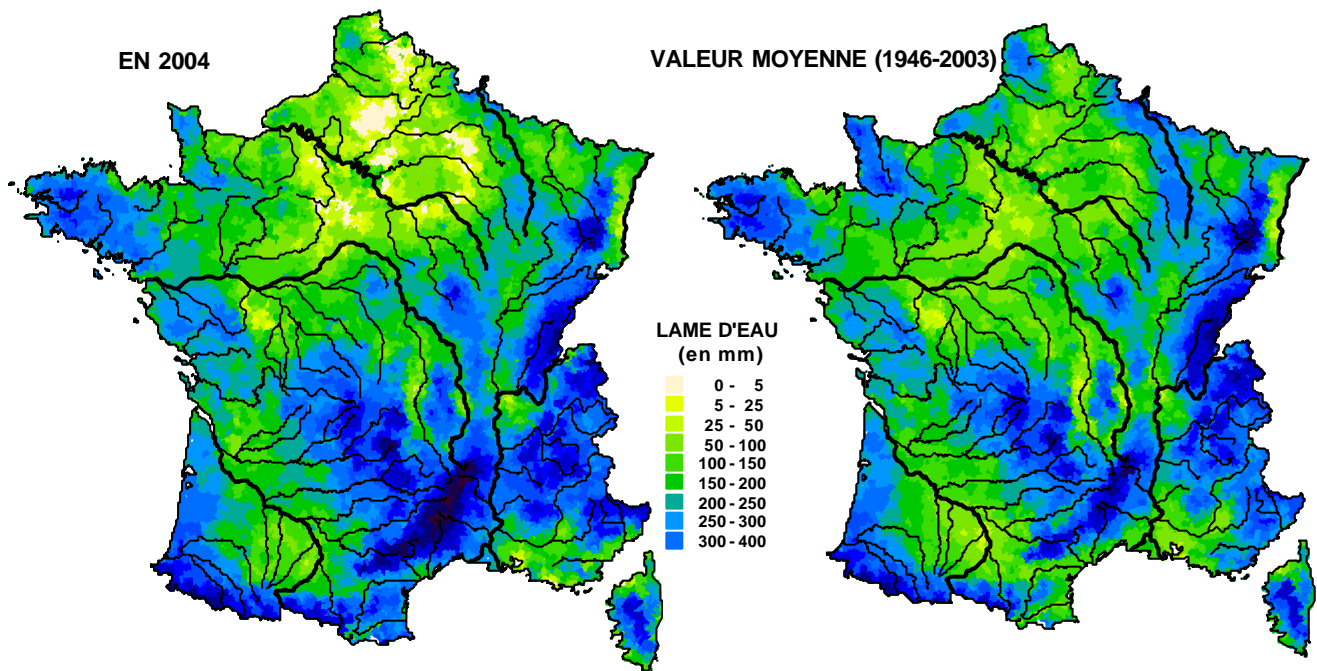 EN 2004
VALEUR MOYENNE (1946-2003)
LAME D'EAU
(en mm)
0 - 5
5 - 25
25 - 50
50 - 100
100 - 150
150 - 200
200 - 250
250 - 300
300 - 400